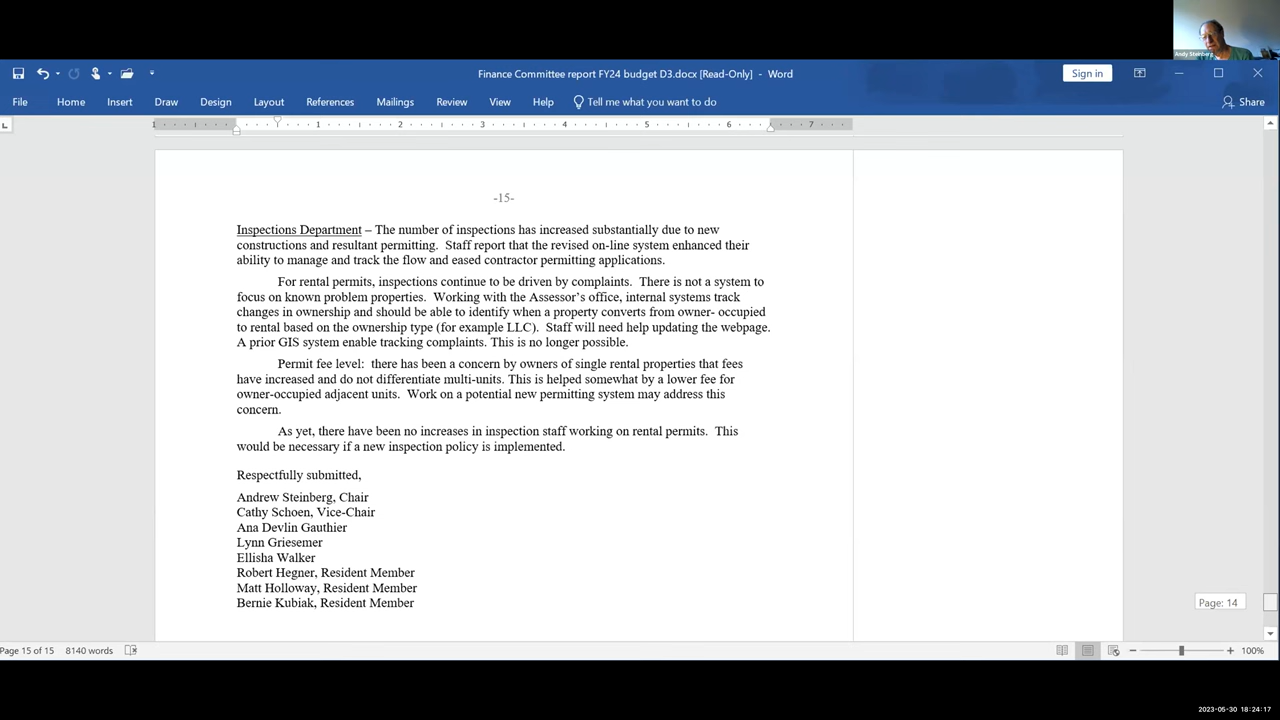 Andy Steinberg
Finance Committee report FY24 budget D3.docx [Read-Only] - Word
Sign in
File Home Insert Draw Design Layout References Mailings Review View Help Tell me what you want to do Share
1 1 2 3 4 5 6 7
-15-
Inspections Department – The number of inspections has increased substantially due to new
constructions and resultant permitting. Staff report that the revised on-line system enhanced their
ability to manage and track the flow and eased contractor permitting applications.
For rental permits, inspections continue to be driven by complaints. There is not a system to
focus on known problem properties. Working with the Assessor's office, internal systems track
changes in ownership and should be able to identify when a property converts from owner- occupied
to rental based on the ownership type (for example LLC). Staff will need help updating the webpage.
A prior GIS system enable tracking complaints. This is no longer possible.
Permit fee level: there has been a concern by owners of single rental properties that fees
have increased and do not differentiate multi-units. This is helped somewhat by a lower fee for
owner-occupied adjacent units. Work on a potential new permitting system may address this
concern.
As yet, there have been no increases in inspection staff working on rental permits. This
would be necessary if a new inspection policy is implemented.
Respectfully submitted,
Andrew Steinberg, Chair
Cathy Schoen, Vice-Chair
Ana Devlin Gauthier
Lynn Griesemer
Ellisha Walker
Robert Hegner, Resident Member
Matt Holloway, Resident Member
Bernie Kubiak, Resident Member
Page: 14
Page 15 of 15 8140 words 100%
2023-05-30 18:24:17